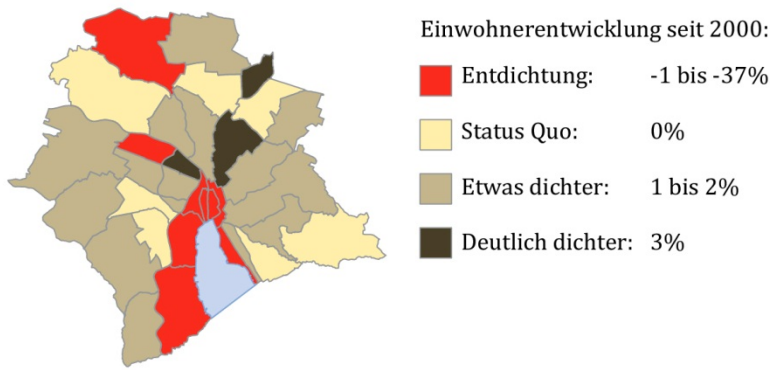 Einwohnerentwicklung seit 2000:
Entdichtung: -1 bis -37%
Status Quo: 0%
Etwas dichter: 1 bis 2%
Deutlich dichter: 3%